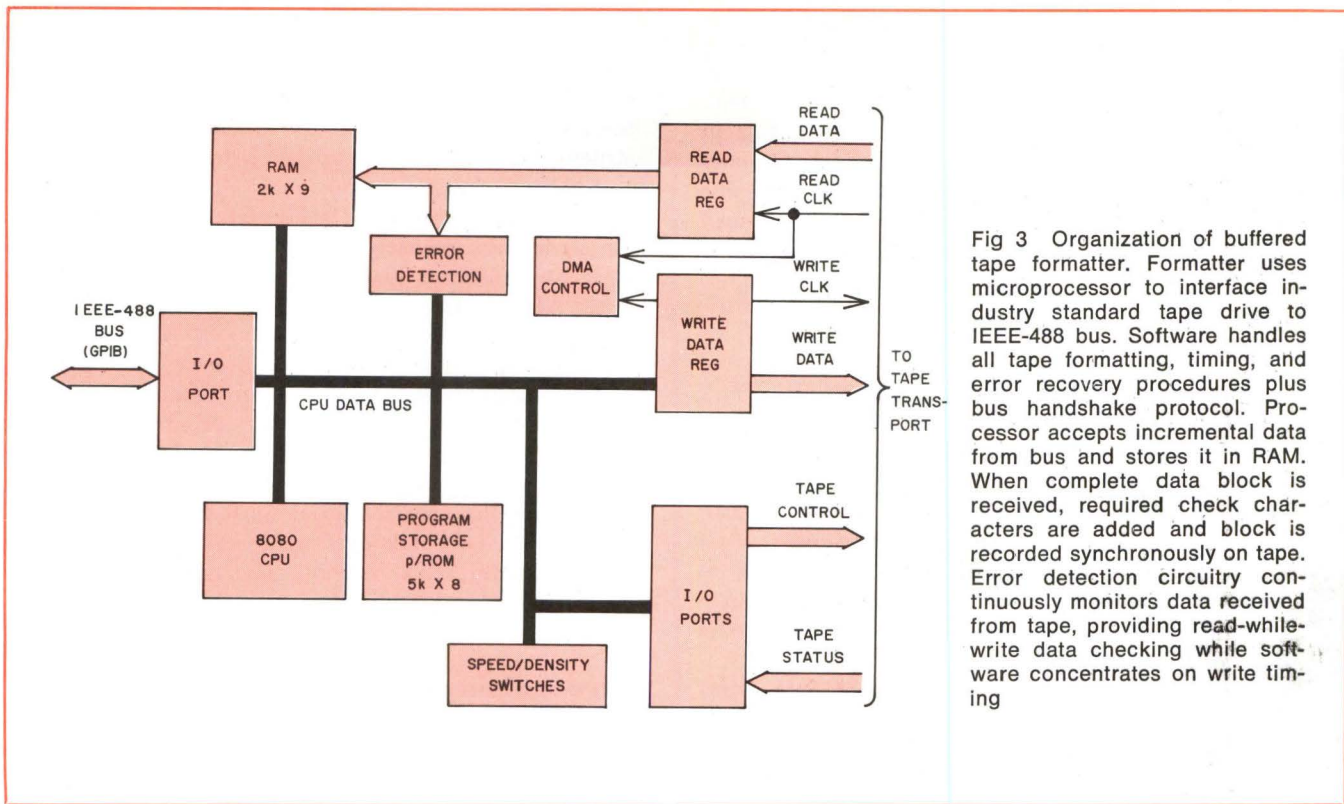 READ
DATA
RAM
2k X 9
READ
DATA
REG
READ
CLK
ERROR
DETECTION
DMA
CONTROL
WRITE
CLK
IEEE-488
BUS
(GPIB)
I/O
PORT
WRITE
DATA
REG
WRITE
DATA
CPU DATA BUS
TO
TAPE
TRANS-
PORT
8080
CPU
PROGRAM
STORAGE
p/ROM
5k X 8
TAPE
CONTROL
I/O
PORTS
SPEED/DENSITY
SWITCHES
TAPE
STATUS
Fig 3 Organization of buffered
tape formatter. Formatter uses
microprocessor to interface in-
dustry standard tape drive to
IEEE-488 bus. Software handles
all tape formatting, timing, and
error recovery procedures plus
bus handshake protocol. Pro-
cessor accepts incremental data
from bus and stores it in RAM.
When complete data block is
received, required check char-
acters are added and block is
recorded synchronously on tape.
Error detection circuitry con-
tinuously monitors data received
from tape, providing read-while-
write data checking while soft-
ware concentrates on write tim-
ing